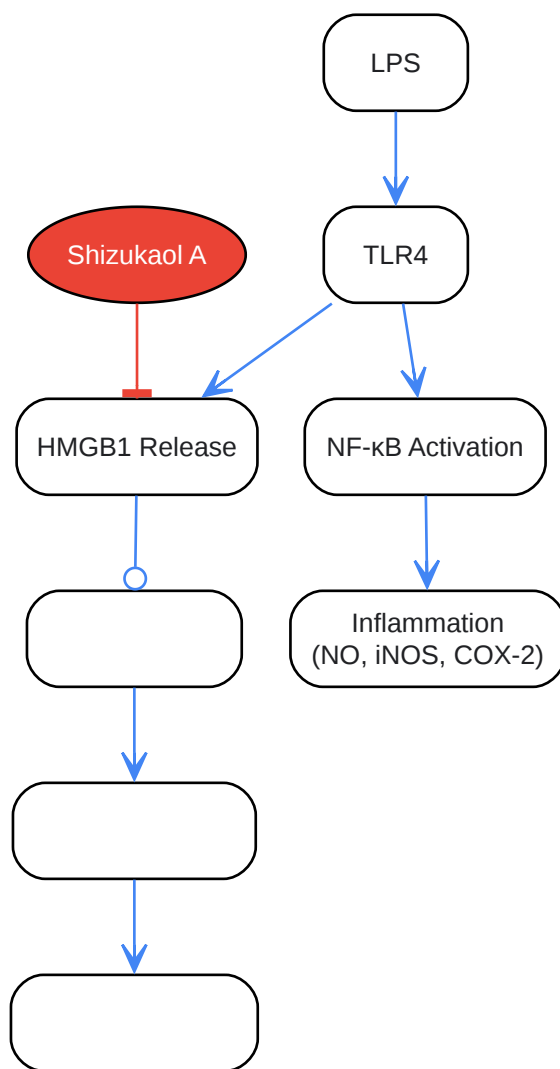 LPS
TLR4
Shizukaol A
HMGB1 Release
NF-κB Activation
Inflammation
(NO, iNOS, COX-2)